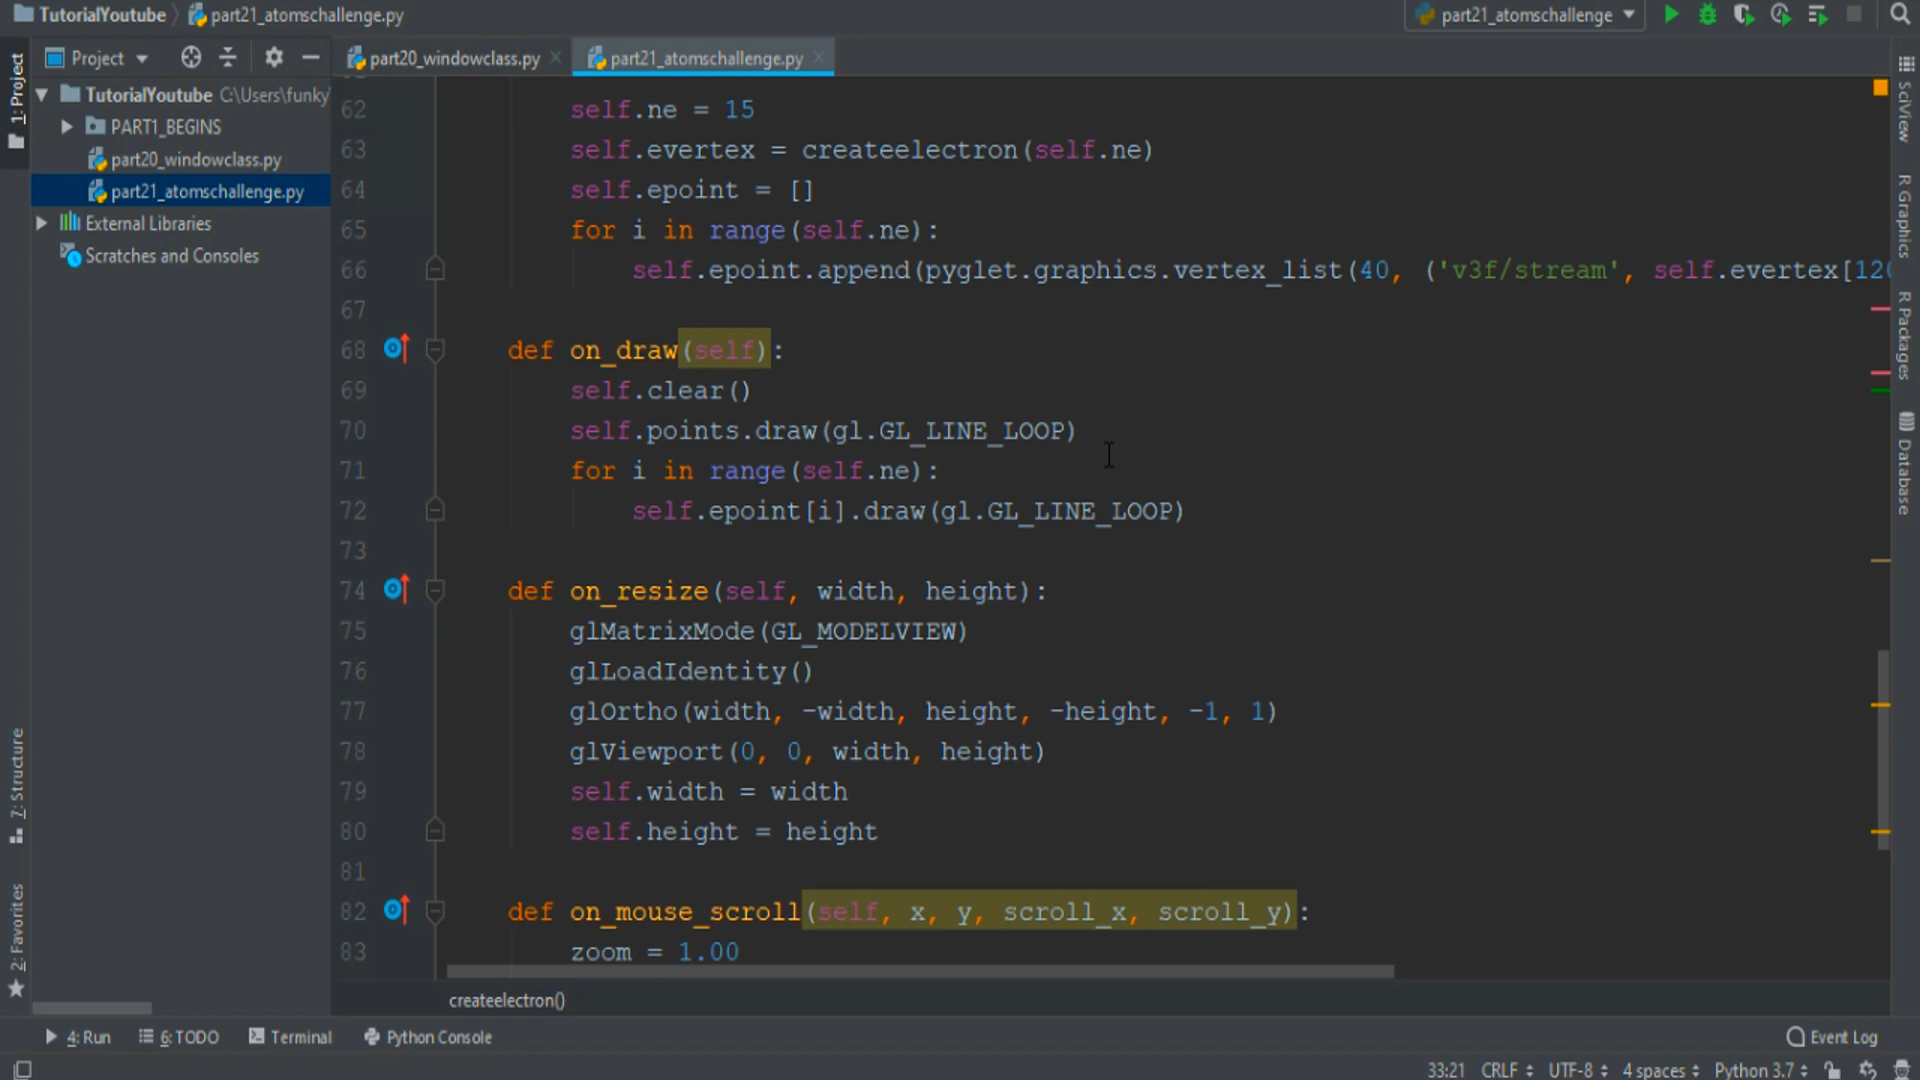 TutorialYoutube part21_atomschallenge.py
part21_atomschallenge
Project
part20_windowclass.py
part21_atomschallenge.py
1: Project
TutorialYoutube C:\Users\funky
PART1_BEGINS
part20_windowclass.py
part21_atomschallenge.py
External Libraries
Scratches and Consoles
7: Structure
2: Favorites
62 self.ne = 15
63 self.evertex = createelectron(self.ne)
64 self.epoint = []
65 for i in range(self.ne):
66 self.epoint.append(pyglet.graphics.vertex_list(40, ('v3f/stream', self.evertex[120
67
68 def on_draw(self):
69 self.clear()
70 self.points.draw(gl.GL_LINE_LOOP)
71 for i in range(self.ne):
72 self.epoint[i].draw(gl.GL_LINE_LOOP)
73
74 def on_resize(self, width, height):
75 glMatrixMode(GL_MODELVIEW)
76 glLoadIdentity()
77 glOrtho(width, -width, height, -height, -1, 1)
78 glViewport(0, 0, width, height)
79 self.width = width
80 self.height = height
81
82 def on_mouse_scroll(self, x, y, scroll_x, scroll_y):
83 zoom = 1.00
createelectron()
SciView
R Graphics
R Packages
Database
4: Run
6: TODO
Terminal
Python Console
Event Log
33:21 CRLF UTF-8 4 spaces Python 3.7